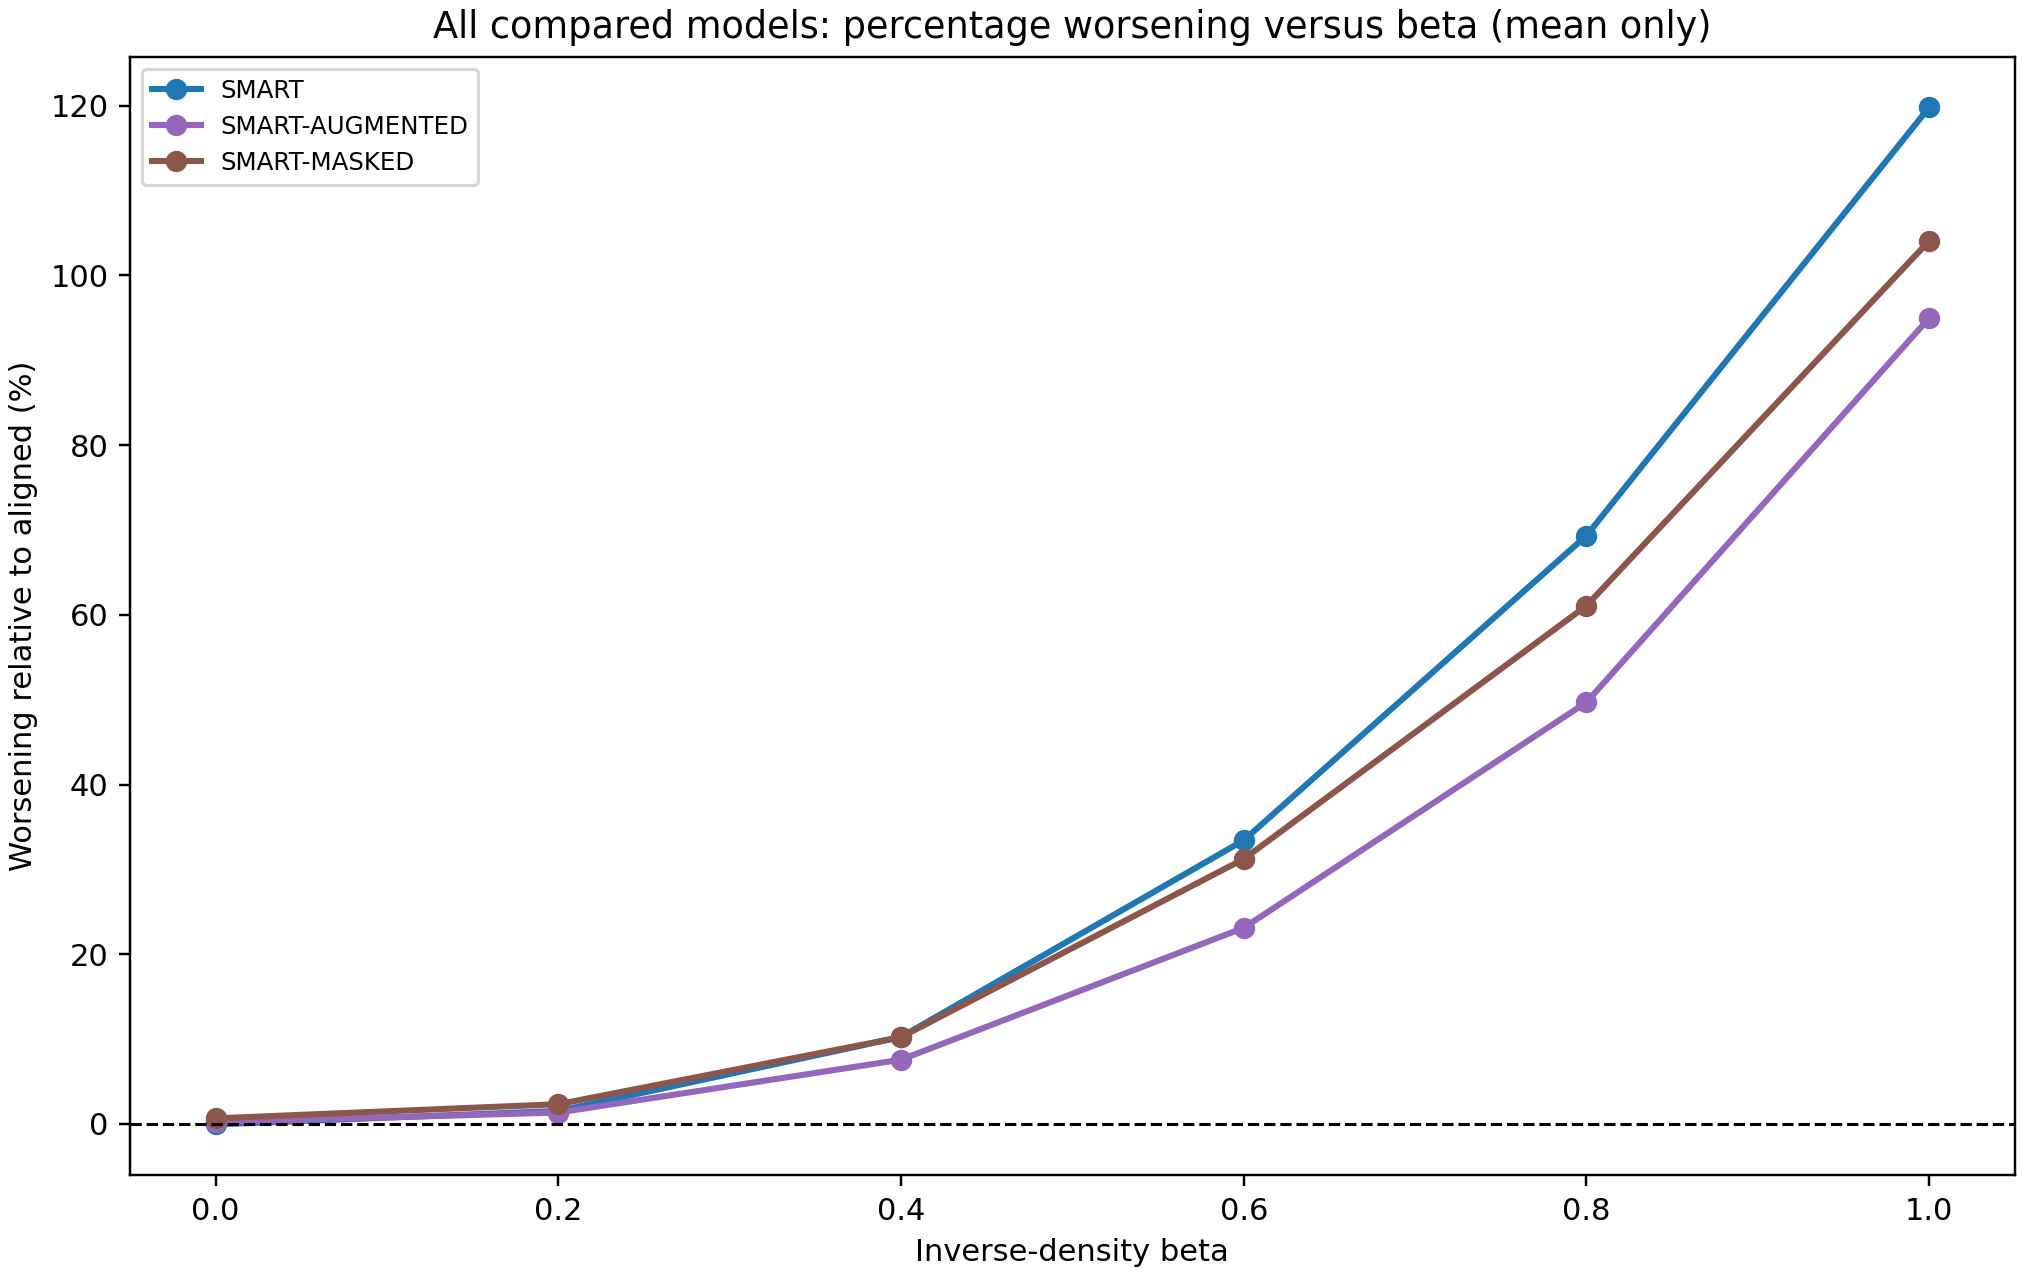 All compared models: percentage worsening versus beta (mean only)
SMART
SMART-AUGMENTED
SMART-MASKED
Worsening relative to aligned (%)
120
100
80
60
40
20
0
0.0 0.2 0.4 0.6 0.8 1.0
Inverse-density beta